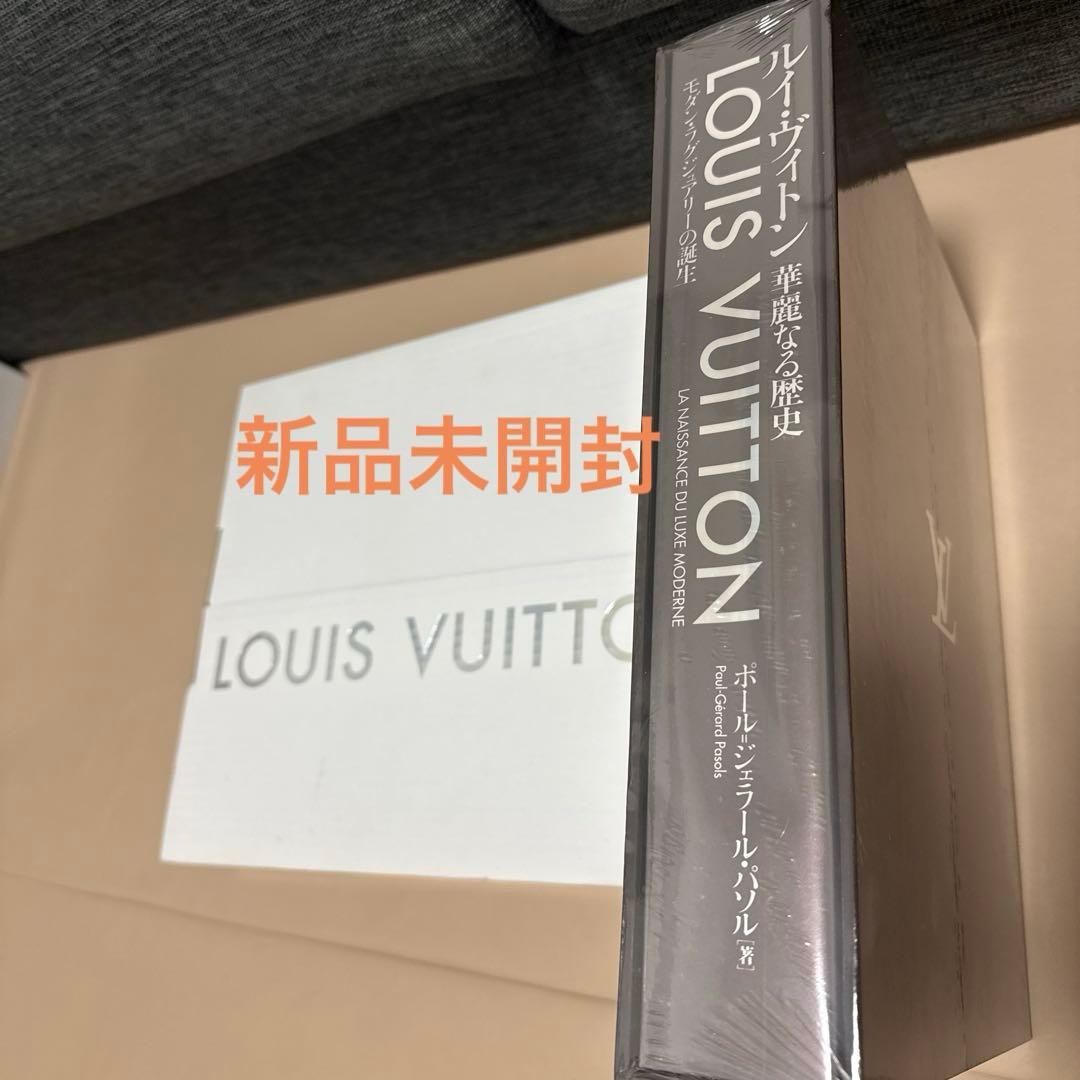 新品未開封
LOUIS VUITTO
ルイ・ヴィトン 華麗なる歴史
LOUIS VUITTON
モダン・ラグジュアリーの誕生
LA NAISSANCE DU LUXE MODERNE
ポール=ジェラール・パソル[著]
Paul-Gérard Pasols
LV